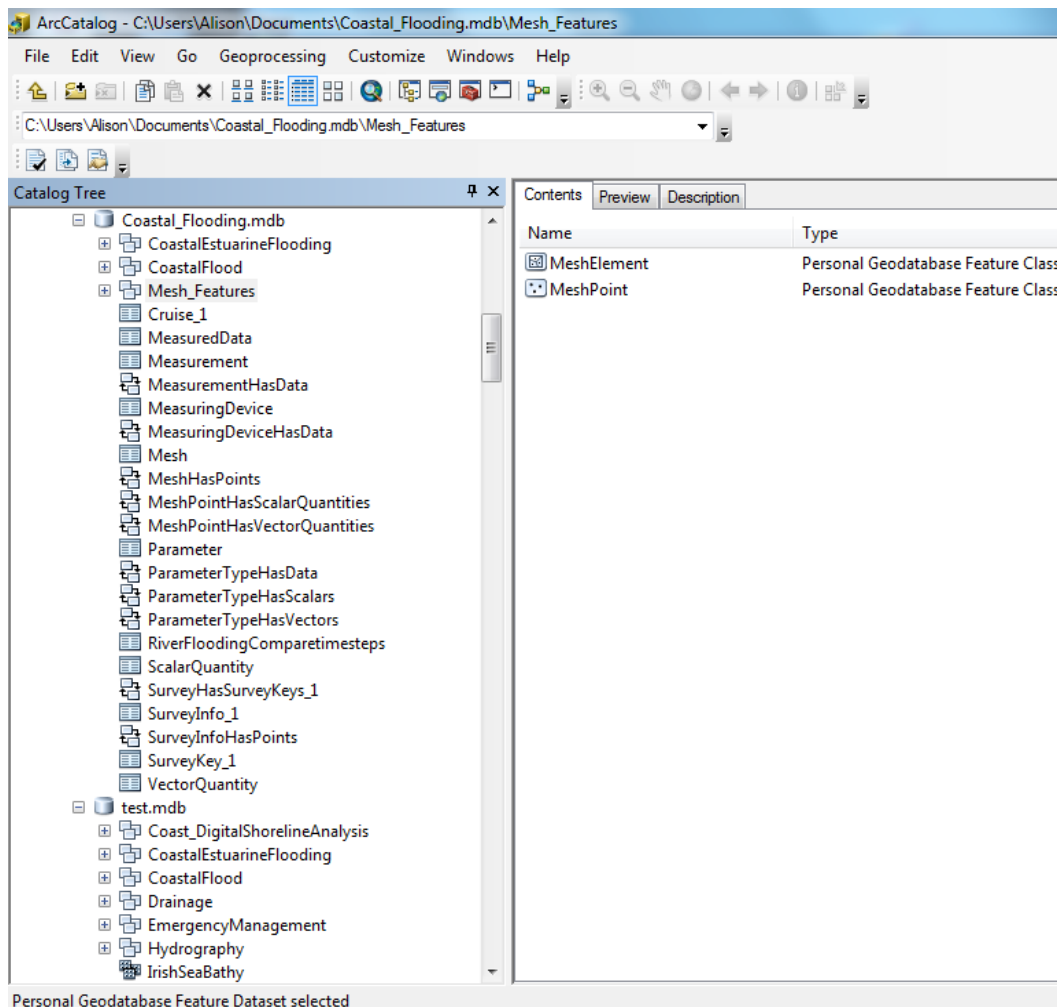 ArcCatalog - C:\Users\Alison\Documents\Coastal_Flooding.mdb\Mesh_Features
File Edit View Go Geoprocessing Customize Windows Help
C:\Users\Alison\Documents\Coastal_Flooding.mdb\Mesh_Features
Catalog Tree
Coastal_Flooding.mdb
CoastalEstuarineFlooding
CoastalFlood
Mesh_Features
Cruise_1
MeasuredData
Measurement
MeasurementHasData
MeasuringDevice
MeasuringDeviceHasData
Mesh
MeshHasPoints
MeshPointHasScalarQuantities
MeshPointHasVectorQuantities
Parameter
ParameterTypeHasData
ParameterTypeHasScalars
ParameterTypeHasVectors
RiverFloodingComparetimesteps
ScalarQuantity
SurveyHasSurveyKeys_1
SurveyInfo_1
SurveyInfoHasPoints
SurveyKey_1
VectorQuantity
test.mdb
Coast_DigitalShorelineAnalysis
CoastalEstuarineFlooding
CoastalFlood
Drainage
EmergencyManagement
Hydrography
IrishSeaBathy
Contents Preview Description
Name Type
MeshElement Personal Geodatabase Feature Class
MeshPoint Personal Geodatabase Feature Class
Personal Geodatabase Feature Dataset selected